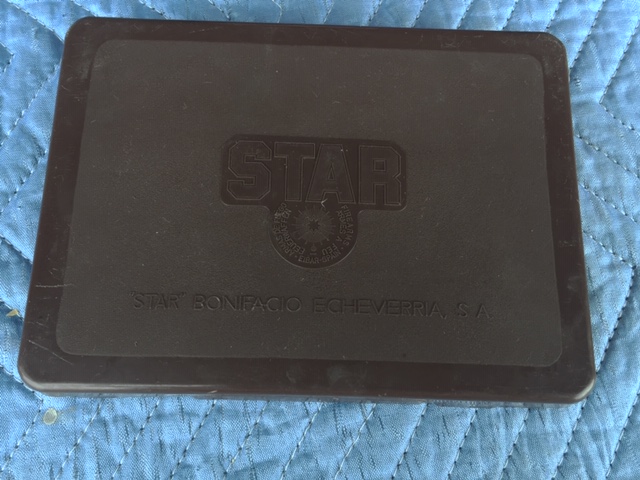 STAR
"STAR" BONIFACIO ECHEVERRIA, S.A.